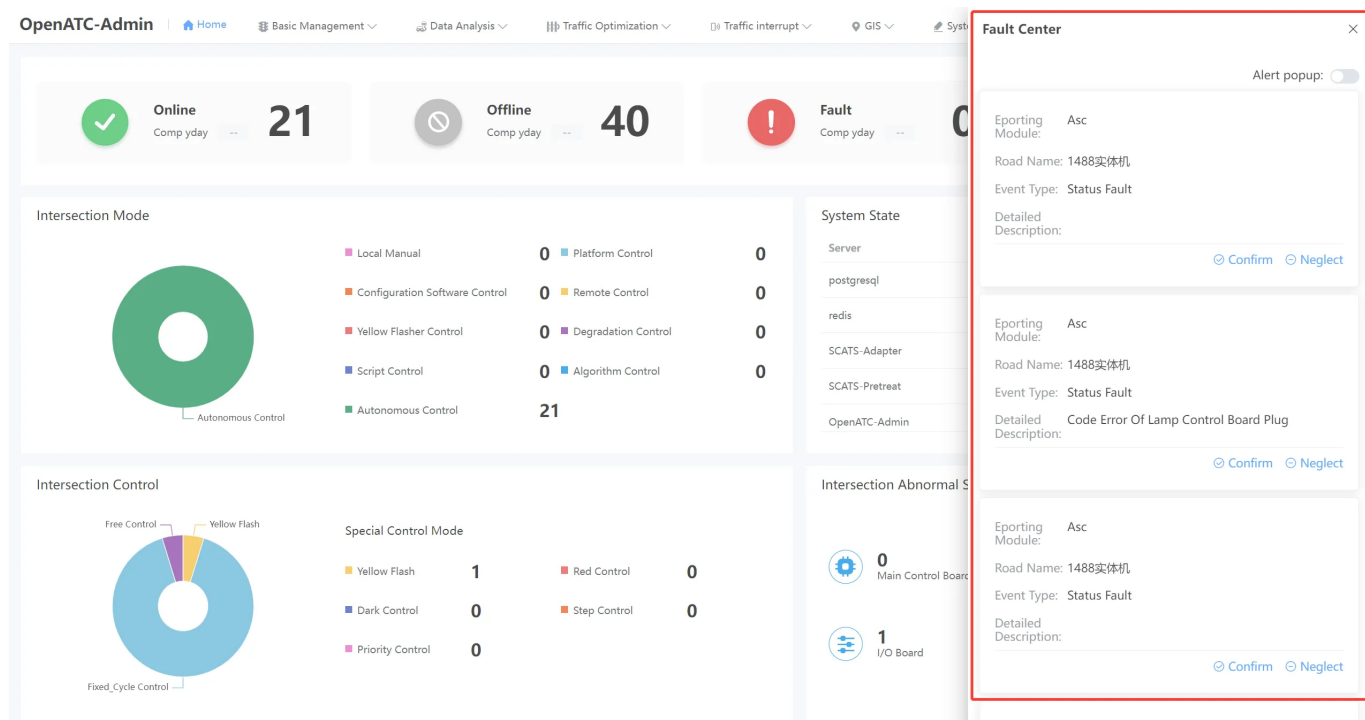 OpenATC-Admin
Home
Basic Management
Data Analysis
Traffic Optimization
Traffic interrupt
GIS
Fault Center
Alert popup:
Online
Comp yday --
21
Offline
Comp yday --
40
Fault
Comp yday --
Intersection Mode
Autonomous Control
Local Manual 0
Platform Control 0
Configuration Software Control 0
Remote Control 0
Yellow Flasher Control 0
Degradation Control 0
Script Control 0
Algorithm Control 0
Autonomous Control 21
System State
Server
postgresql
redis
SCATS-Adapter
SCATS-Pretreat
OpenATC-Admin
Intersection Control
Free Control
Yellow Flash
Fixed_Cycle Control
Special Control Mode
Yellow Flash 1
Red Control 0
Dark Control 0
Step Control 0
Priority Control 0
Intersection Abnormal
0
Main Control Board
1
I/O Board
Eporting
Module:
Asc
Road Name: 1488实体机
Event Type: Status Fault
Detailed
Description:
Confirm Neglect
Eporting
Module:
Asc
Road Name: 1488实体机
Event Type: Status Fault
Detailed
Description:
Code Error Of Lamp Control Board Plug
Confirm Neglect
Eporting
Module:
Asc
Road Name: 1488实体机
Event Type: Status Fault
Detailed
Description:
Confirm Neglect